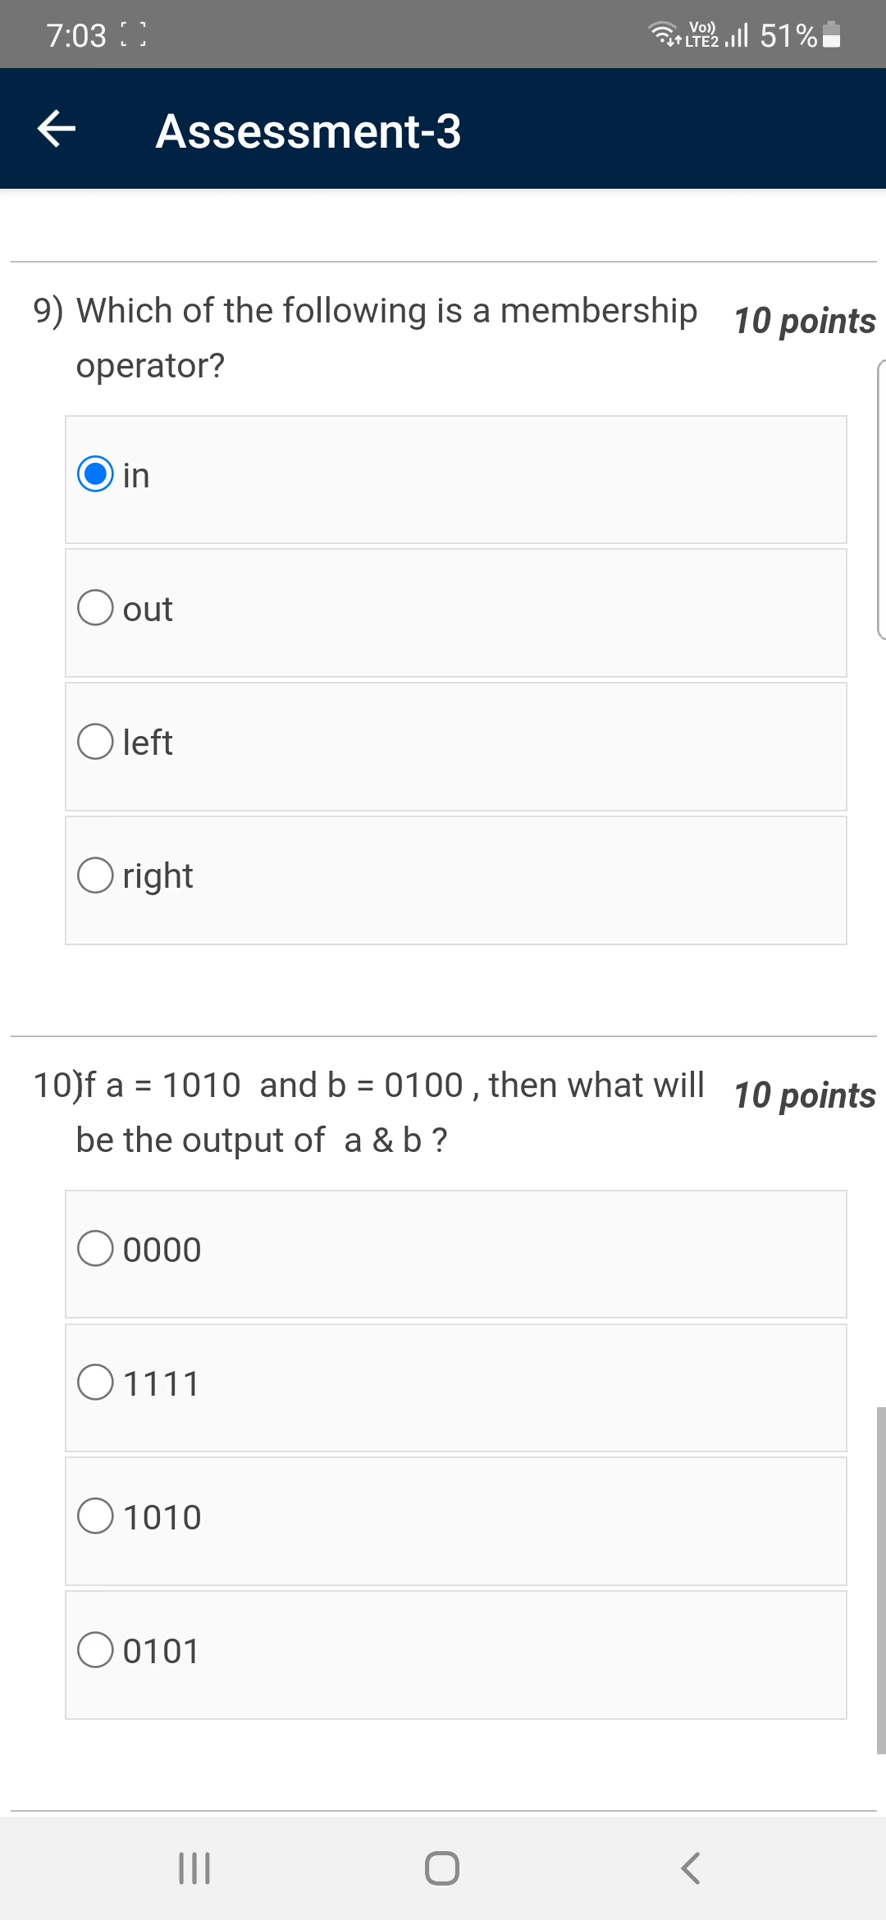 7:03
Vo)) LTE2 51%
Assessment-3
9) Which of the following is a membership 10 points
operator?
in
out
left
right
10)if a = 1010 and b = 0100 , then what will 10 points
be the output of a & b ?
0000
1111
1010
0101